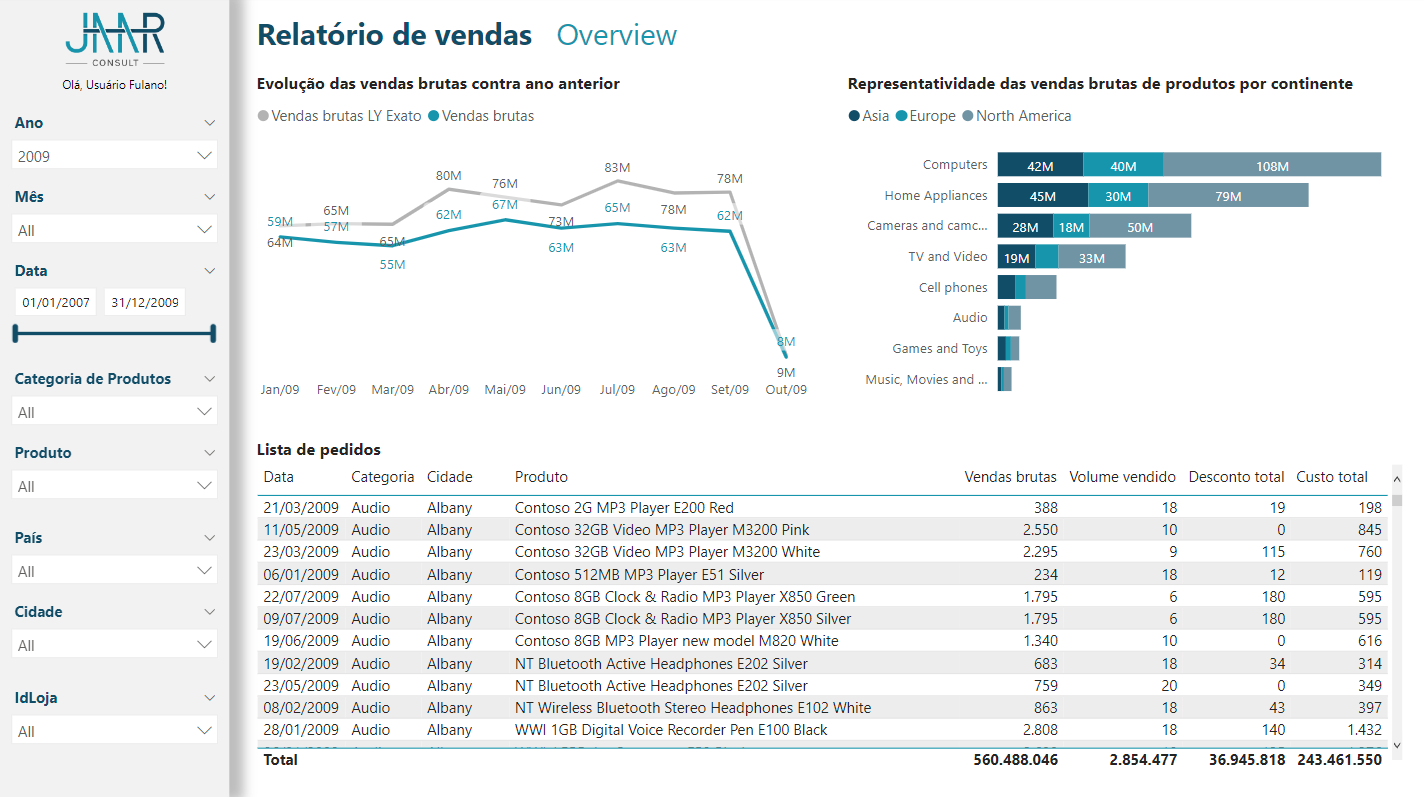 JAAR
CONSULT
Olá, Usuário Fulano!
Ano
2009
Mês
All
Data
01/01/2007 31/12/2009
Categoria de Produtos
All
Produto
All
País
All
Cidade
All
IdLoja
All
Relatório de vendas Overview
Evolução das vendas brutas contra ano anterior
Vendas brutas LY Exato Vendas brutas
83M
80M
76M
78M
65M
59M
57M
62M
67M
65M
78M
62M
64M
65M
73M
55M
63M
63M
8M
9M
Jan/09 Fev/09 Mar/09 Abr/09 Mai/09 Jun/09 Jul/09 Ago/09 Set/09 Out/09
Representatividade das vendas brutas de produtos por continente
Asia Europe North America
Computers 42M 40M 108M
Home Appliances 45M 30M 79M
Cameras and camc... 28M 18M 50M
TV and Video 19M 33M
Cell phones
Audio
Games and Toys
Music, Movies and ...
Lista de pedidos
Data Categoria Cidade Produto Vendas brutas Volume vendido Desconto total Custo total
21/03/2009 Audio Albany Contoso 2G MP3 Player E200 Red 388 18 19 198
11/05/2009 Audio Albany Contoso 32GB Video MP3 Player M3200 Pink 2.550 10 0 845
23/03/2009 Audio Albany Contoso 32GB Video MP3 Player M3200 White 2.295 9 115 760
06/01/2009 Audio Albany Contoso 512MB MP3 Player E51 Silver 234 18 12 119
22/07/2009 Audio Albany Contoso 8GB Clock & Radio MP3 Player X850 Green 1.795 6 180 595
09/07/2009 Audio Albany Contoso 8GB Clock & Radio MP3 Player X850 Silver 1.795 6 180 595
19/06/2009 Audio Albany Contoso 8GB MP3 Player new model M820 White 1.340 10 0 616
19/02/2009 Audio Albany NT Bluetooth Active Headphones E202 Silver 683 18 34 314
23/05/2009 Audio Albany NT Bluetooth Active Headphones E202 Silver 759 20 0 349
08/02/2009 Audio Albany NT Wireless Bluetooth Stereo Headphones E102 White 863 18 43 397
28/01/2009 Audio Albany WWI 1GB Digital Voice Recorder Pen E100 Black 2.808 18 140 1.432
Total 560.488.046 2.854.477 36.945.818 243.461.550